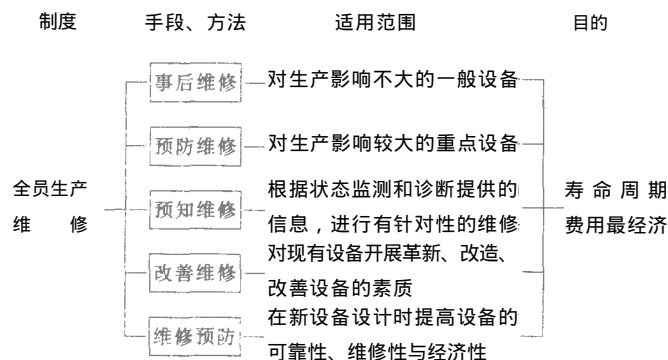 制度 手段、方法 适用范围 目的
事后维修 对生产影响不大的一般设备
预防维修 对生产影响较大的重点设备
全员生产
维 修
预知维修 根据状态监测和诊断提供的
信息，进行有针对性的维修
寿命周期
费用最经济
改善维修 对现有设备开展革新、改造、
改善设备的素质
维修预防 在新设备设计时提高设备的
可靠性、维修性与经济性